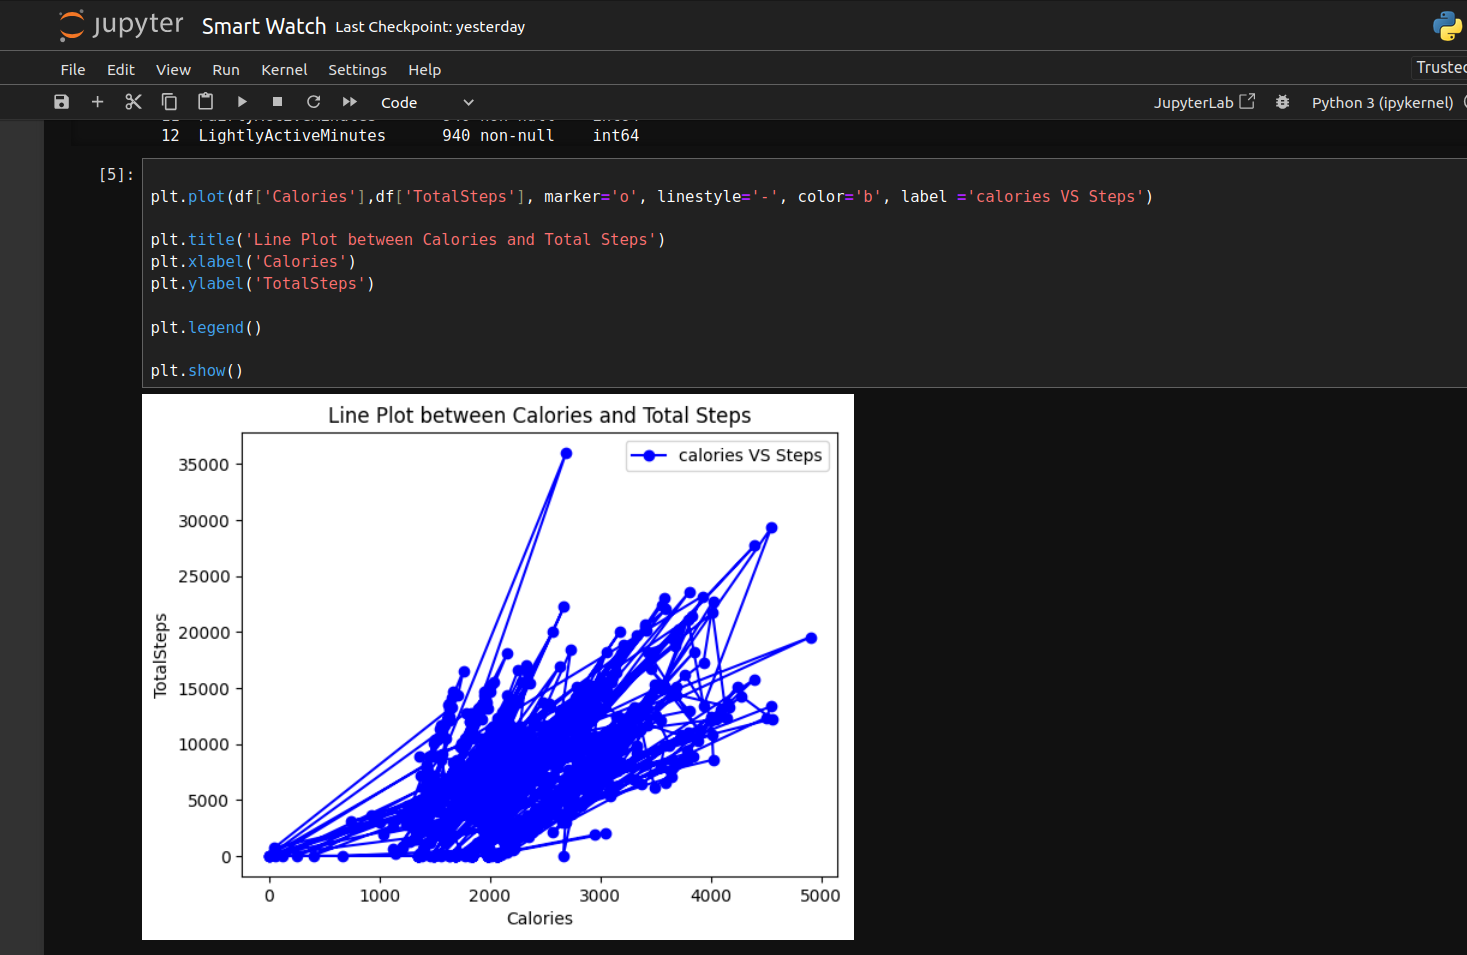 jupyter Smart Watch Last Checkpoint: yesterday
File Edit View Run Kernel Settings Help
Trusted
Code
JupyterLab
Python 3 (ipykernel)
12 LightlyActiveMinutes 940 non-null int64
[5]:
plt.plot(df['Calories'],df['TotalSteps'], marker='o', linestyle='-', color='b', label ='calories VS Steps')
plt.title('Line Plot between Calories and Total Steps')
plt.xlabel('Calories')
plt.ylabel('TotalSteps')
plt.legend()
plt.show()
Line Plot between Calories and Total Steps
calories VS Steps
35000
30000
25000
20000
15000
10000
5000
0
TotalSteps
0 1000 2000 3000 4000 5000
Calories